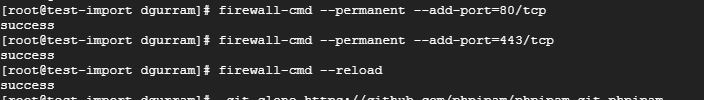 [root@test-import dgurram]# firewall-cmd --permanent --add-port=80/tcp
success
[root@test-import dgurram]# firewall-cmd --permanent --add-port=443/tcp
success
[root@test-import dgurram]# firewall-cmd --reload
success
[root@test-import dgurram]# git clone https://github.com/phpipam/phpipam.git phpipam